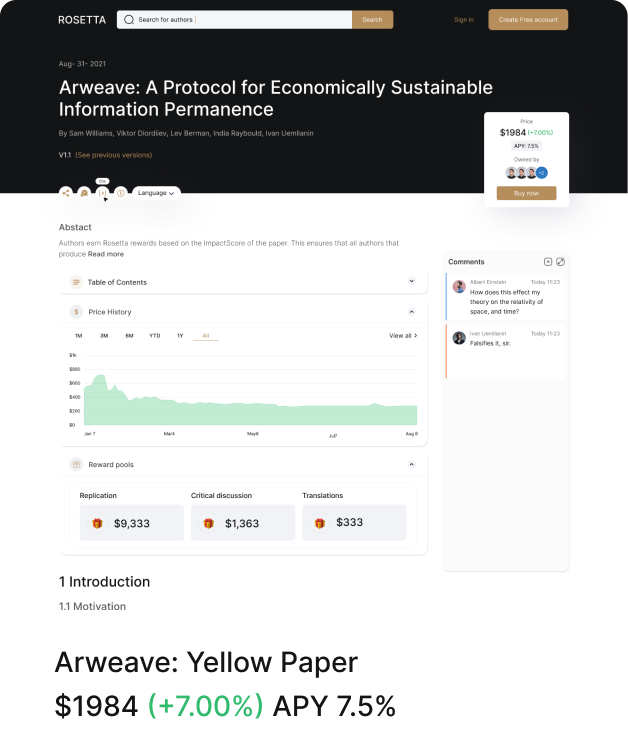 ROSETTA
Search for authors
Search
Sign In
Create Free account
Aug- 31- 2021
Arweave: A Protocol for Economically Sustainable
Information Permanence
By Sam Williams, Viktor Diordiiev, Lev Berman, India Raybould, Ivan Uemlianin
V1.1 (See previous versions)
Price
$1984 (+7.00%)
APY: 7.5%
Owned by
+2
Buy now
Language
Abstact
Authors earn Rosetta rewards based on the ImpactScore of the paper. This ensures that all authors that
produce Read more
Table of Contents
Price History
1M 3M 6M YTD 1Y All
View all >
$1k
$800
$600
$400
$200
$0
Jan 7 Mar4 May6 Jul7 Aug 8
Reward pools
Replication
$9,333
Critical discussion
$1,363
Translations
$333
Comments
Albert Einstein Today 11:23
How does this effect my
theory on the relativity of
space, and time?
Ivan Uemlianin Today 11:23
Falsifies it, sir.
1 Introduction
1.1 Motivation
Arweave: Yellow Paper
$1984 (+7.00%) APY 7.5%